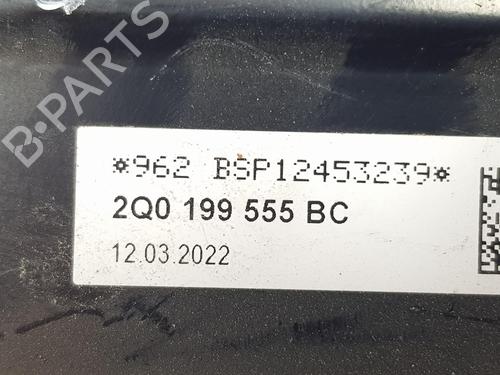 B-PARTS
*962 BSP12453239*
2Q0 199 555 BC
12.03.2022